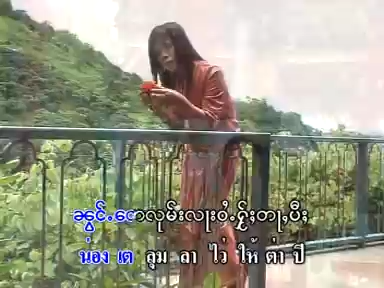 ၼွင်ႉတေလုမ်းလႃးဝႆႉႁႂ်ႈတႃႇပီး
น่อง เต ลูม ลา ไว่ ให้ ต่า ปี